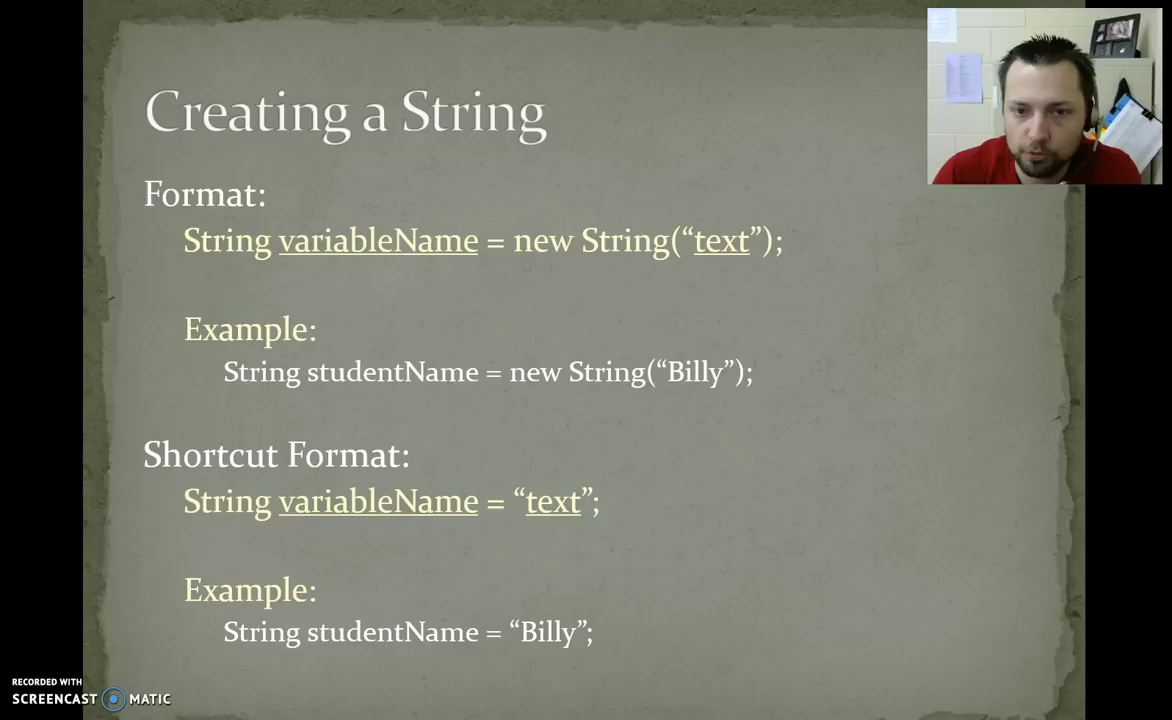 Creating a String
Format:
String variableName = new String(“text”);
Example:
String studentName = new String(“Billy”);
Shortcut Format:
String variableName = “text”;
Example:
String studentName = “Billy”;
RECORDED WITH
SCREENCAST MATIC